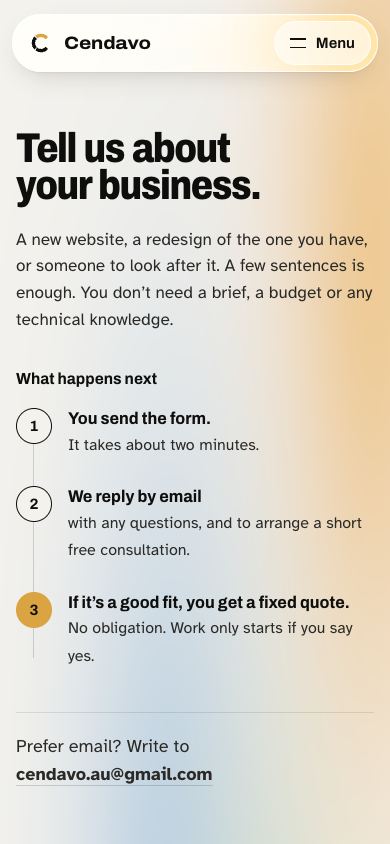 Cendavo
Menu
Tell us about
your business.
A new website, a redesign of the one you have,
or someone to look after it. A few sentences is
enough. You don’t need a brief, a budget or any
technical knowledge.
What happens next
1
You send the form.
It takes about two minutes.
2
We reply by email
with any questions, and to arrange a short
free consultation.
3
If it’s a good fit, you get a fixed quote.
No obligation. Work only starts if you say
yes.
Prefer email? Write to
cendavo.au@gmail.com